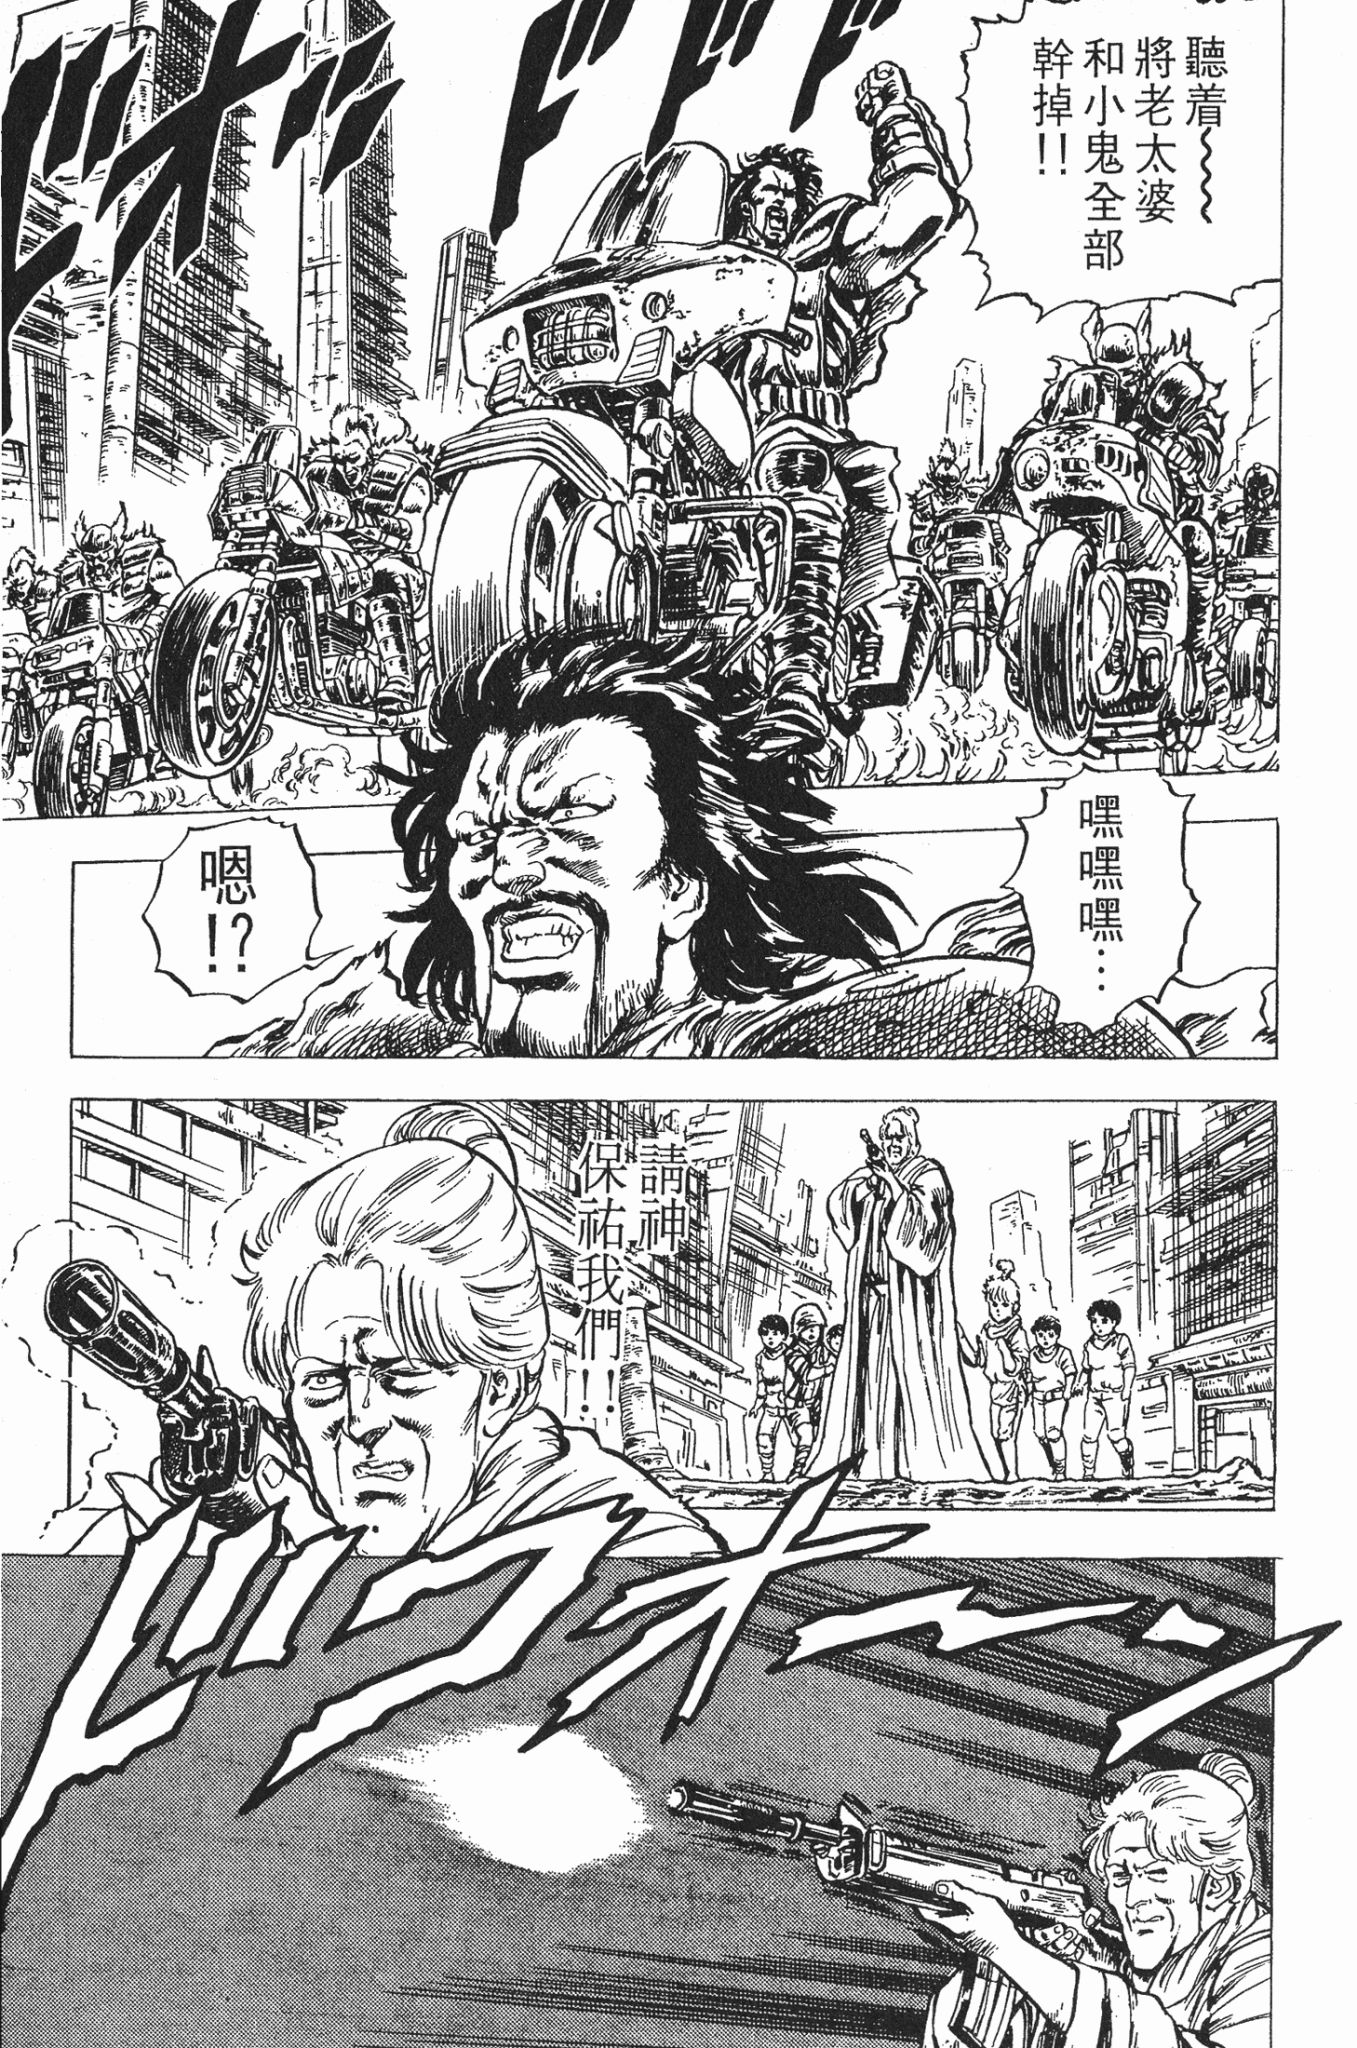 聽着~~~
將老太婆
和小鬼全部
幹掉!!
ドドドド
ドドオッ
嘿嘿嘿…
嗯!?
請神
保祐我們!!
ドウオーン